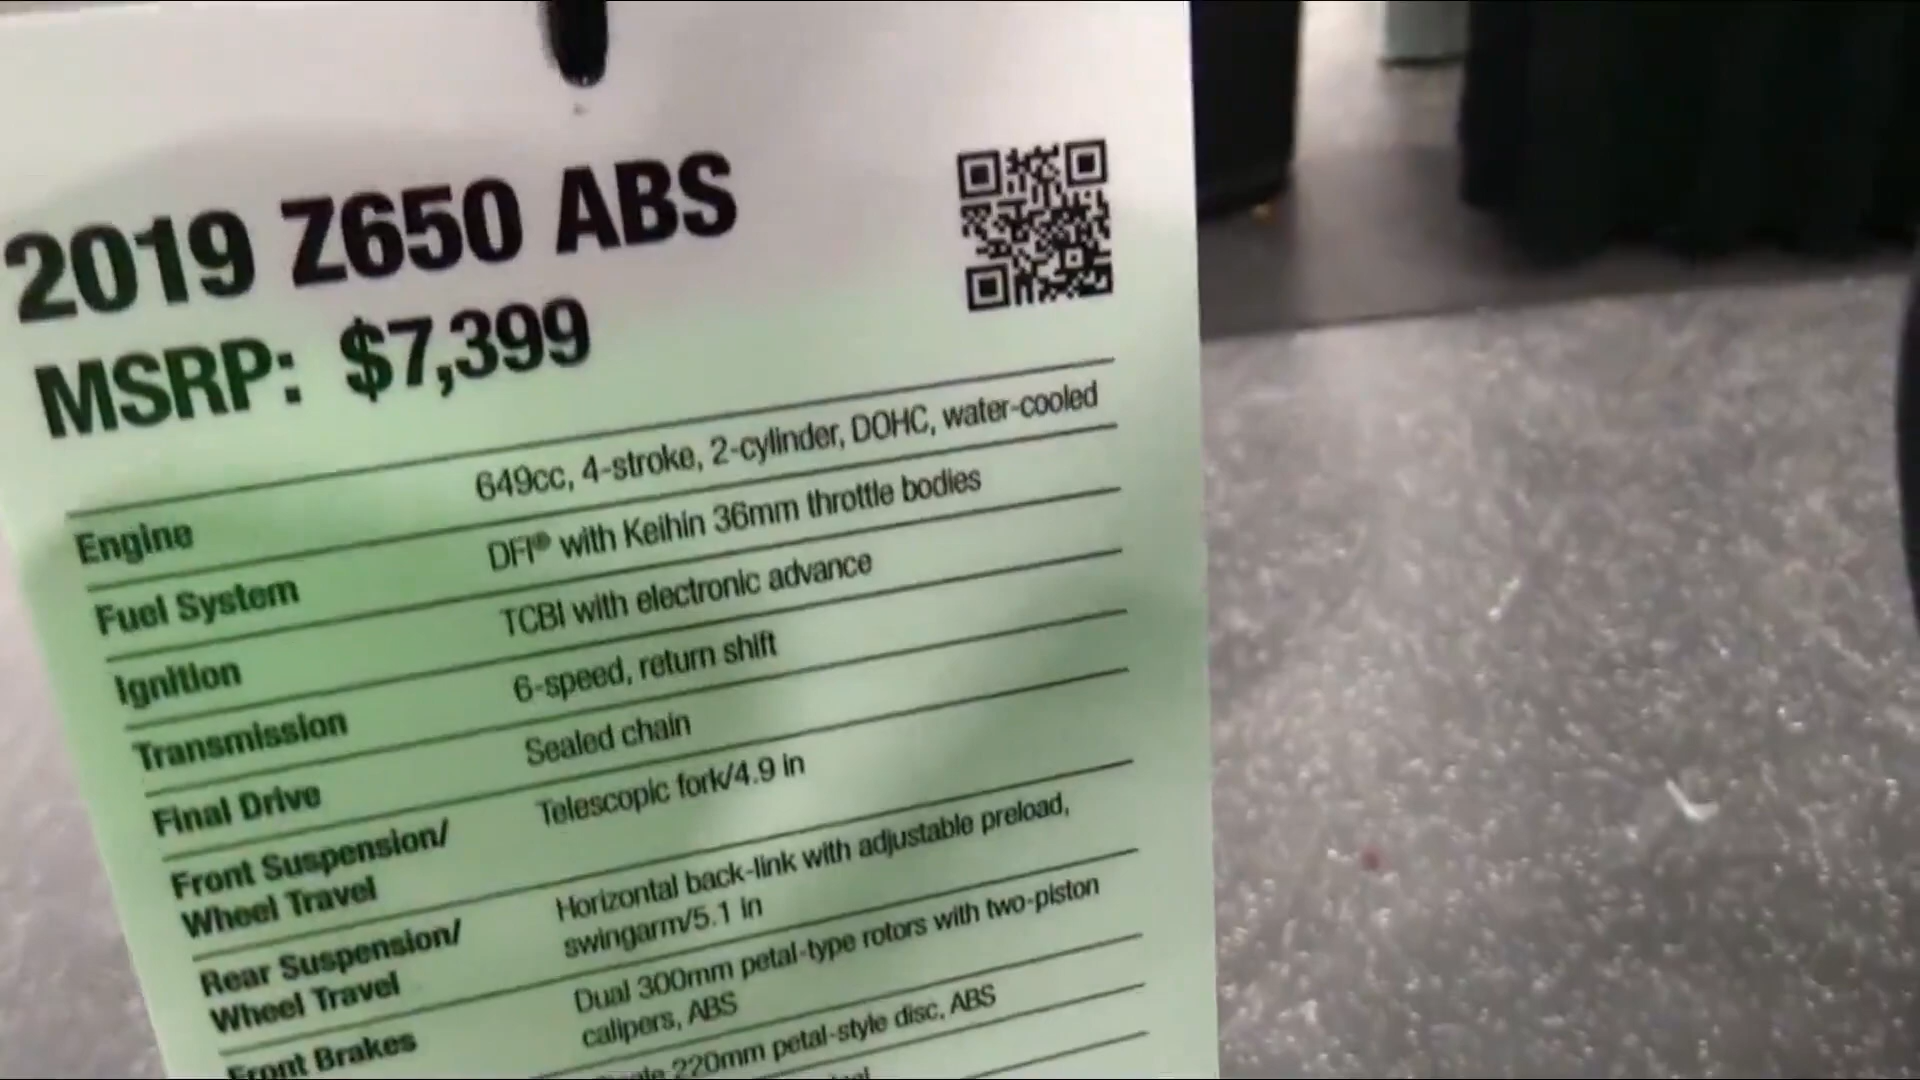 2019 Z650 ABS
MSRP: $7,399
Engine 649cc, 4-stroke, 2-cylinder, DOHC, water-cooled
Fuel System DFI® with Keihin 36mm throttle bodies
Ignition TCBI with electronic advance
Transmission 6-speed, return shift
Final Drive Sealed chain
Front Suspension/ Telescopic fork/4.9 in
Wheel Travel
Rear Suspension/ Horizontal back-link with adjustable preload,
Wheel Travel swingarm/5.1 in
Front Brakes Dual 300mm petal-type rotors with two-piston
calipers, ABS
220mm petal-style disc, ABS